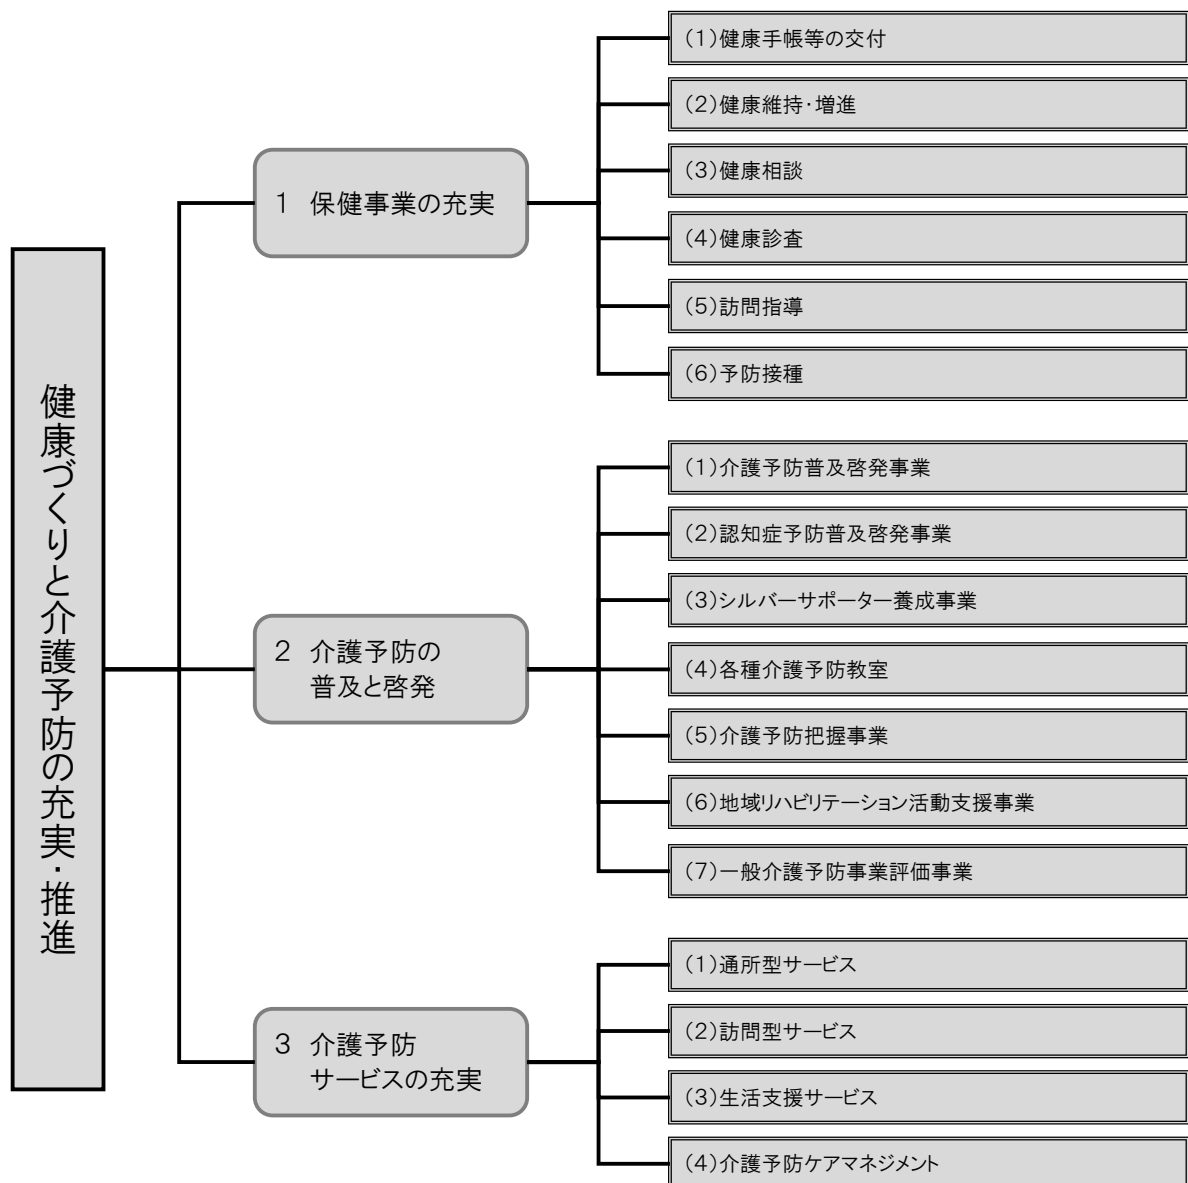 健康づくりと介護予防の充実・推進
1 保健事業の充実
(1)健康手帳等の交付
(2)健康維持・増進
(3)健康相談
(4)健康診査
(5)訪問指導
(6)予防接種
2 介護予防の
普及と啓発
(1)介護予防普及啓発事業
(2)認知症予防普及啓発事業
(3)シルバーサポーター養成事業
(4)各種介護予防教室
(5)介護予防把握事業
(6)地域リハビリテーション活動支援事業
(7)一般介護予防事業評価事業
3 介護予防
サービスの充実
(1)通所型サービス
(2)訪問型サービス
(3)生活支援サービス
(4)介護予防ケアマネジメント